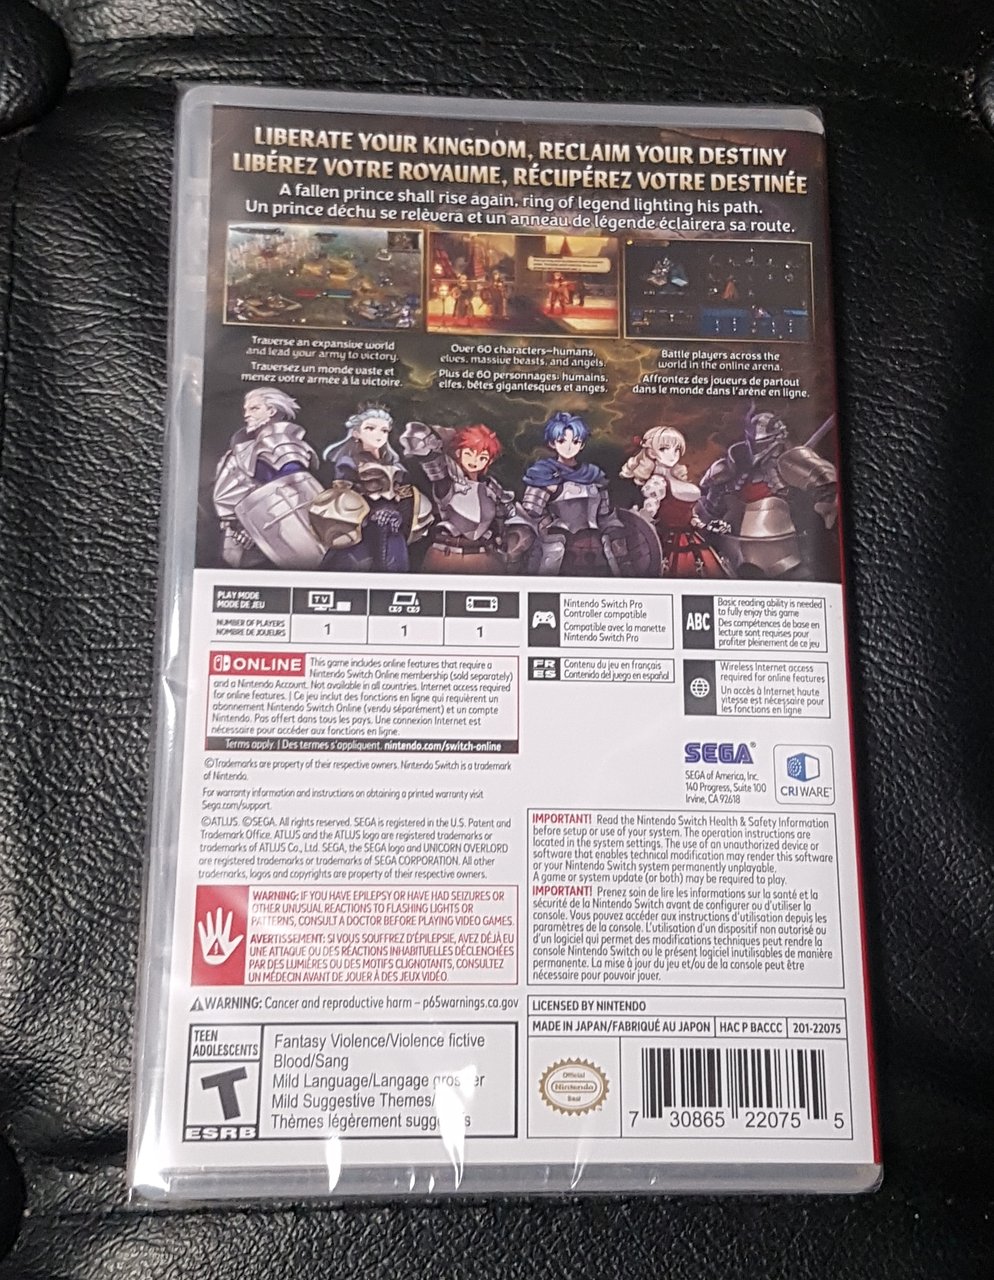 LIBERATE YOUR KINGDOM, RECLAIM YOUR DESTINY
LIBÉREZ VOTRE ROYAUME, RÉCUPÉREZ VOTRE DESTINÉE
A fallen prince shall rise again, ring of legend lighting his path.
Un prince déchu se relèvera et un anneau de légende éclairera sa route.
Traverse an expansive world
and lead your army to victory.
Traversez un monde vaste et
menez votre armée à la victoire.
Over 60 characters—humans,
elves, massive beasts, and angels.
Plus de 60 personnages: humains,
elfes, bêtes gigantesques et anges.
Battle players across the
world in the online arena.
Affrontez des joueurs de partout
dans le monde dans l'arène en ligne.
PLAY MODE
MODE DE JEU
TV
NUMBER OF PLAYERS
NOMBRE DE JOUEURS
1
1
1
Nintendo Switch Pro
Controller compatible
Compatible avec la manette
Nintendo Switch Pro
ABC
Basic reading ability is needed
to fully enjoy this game
Des compétences de base en
lecture sont requises pour
profiter pleinement de ce jeu
FR
ES
Contenu du jeu en français
Contenido del juego en español
Wireless Internet access
required for online features
Un accès à Internet haute
vitesse est nécessaire pour
les fonctions en ligne
ONLINE
This game includes online features that require a
Nintendo Switch Online membership (sold separately)
and a Nintendo Account. Not available in all countries. Internet access required
for online features. | Ce jeu inclut des fonctions en ligne qui requièrent un
abonnement Nintendo Switch Online (vendu séparément) et un compte
Nintendo. Pas offert dans tous les pays. Une connexion Internet est
nécessaire pour accéder aux fonctions en ligne.
Terms apply. | Des termes s'appliquent. nintendo.com/switch-online
©Trademarks are property of their respective owners. Nintendo Switch is a trademark
of Nintendo.
For warranty information and instructions on obtaining a printed warranty visit
Sega.com/support.
©ATLUS. ©SEGA. All rights reserved. SEGA is registered in the U.S. Patent and
Trademark Office. ATLUS and the ATLUS logo are registered trademarks or
trademarks of ATLUS Co., Ltd. SEGA, the SEGA logo and UNICORN OVERLORD
are registered trademarks or trademarks of SEGA CORPORATION. All other
trademarks, logos and copyrights are property of their respective owners.
SEGA®
SEGA of America, Inc.
140 Progress, Suite 100
Irvine, CA 92618
CRIWARE
IMPORTANT! Read the Nintendo Switch Health & Safety Information
before setup or use of your system. The operation instructions are
located in the system settings. The use of an unauthorized device or
software that enables technical modification may render this software
or your Nintendo Switch system permanently unplayable.
A game or system update (or both) may be required to play.
IMPORTANT! Prenez soin de lire les informations sur la santé et la
sécurité de la Nintendo Switch avant de configurer ou d'utiliser la
console. Vous pouvez accéder aux instructions d'utilisation depuis les
paramètres de la console. L'utilisation d'un dispositif non autorisé ou
d'un logiciel qui permet des modifications techniques peut rendre la
console Nintendo Switch ou le présent logiciel inutilisables de manière
permanente. La mise à jour du jeu et/ou de la console peut être
nécessaire pour pouvoir jouer.
WARNING: IF YOU HAVE EPILEPSY OR HAVE HAD SEIZURES OR
OTHER UNUSUAL REACTIONS TO FLASHING LIGHTS OR
PATTERNS, CONSULT A DOCTOR BEFORE PLAYING VIDEO GAMES.
AVERTISSEMENT: SI VOUS SOUFFREZ D'ÉPILEPSIE, AVEZ DÉJÀ EU
UNE ATTAQUE OU DES RÉACTIONS INHABITUELLES DÉCLENCHÉES
PAR DES LUMIÈRES OU DES MOTIFS CLIGNOTANTS, CONSULTEZ
UN MÉDECIN AVANT DE JOUER À DES JEUX VIDÉO.
WARNING: Cancer and reproductive harm – p65warnings.ca.gov
LICENSED BY NINTENDO
MADE IN JAPAN/FABRIQUÉ AU JAPON
HAC P BACCC
201-22075
TEEN
ADOLESCENTS
T
ESRB
Fantasy Violence/Violence fictive
Blood/Sang
Mild Language/Langage
Mild Suggestive Themes/
Thèmes légèrement
Official
Nintendo
Seal
7 30865 22075 5